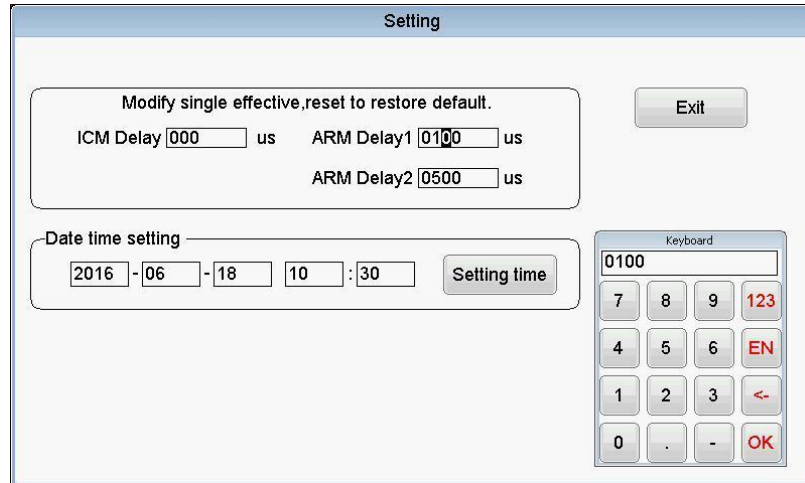 Setting
Modify single effective,reset to restore default.
Exit
ICM Delay 000 us ARM Delay1 0100 us
ARM Delay2 0500 us
Date time setting
2016 - 06 - 18 10 : 30 Setting time
Keyboard
0100
7 8 9 123
4 5 6 EN
1 2 3 <-
0 . - OK